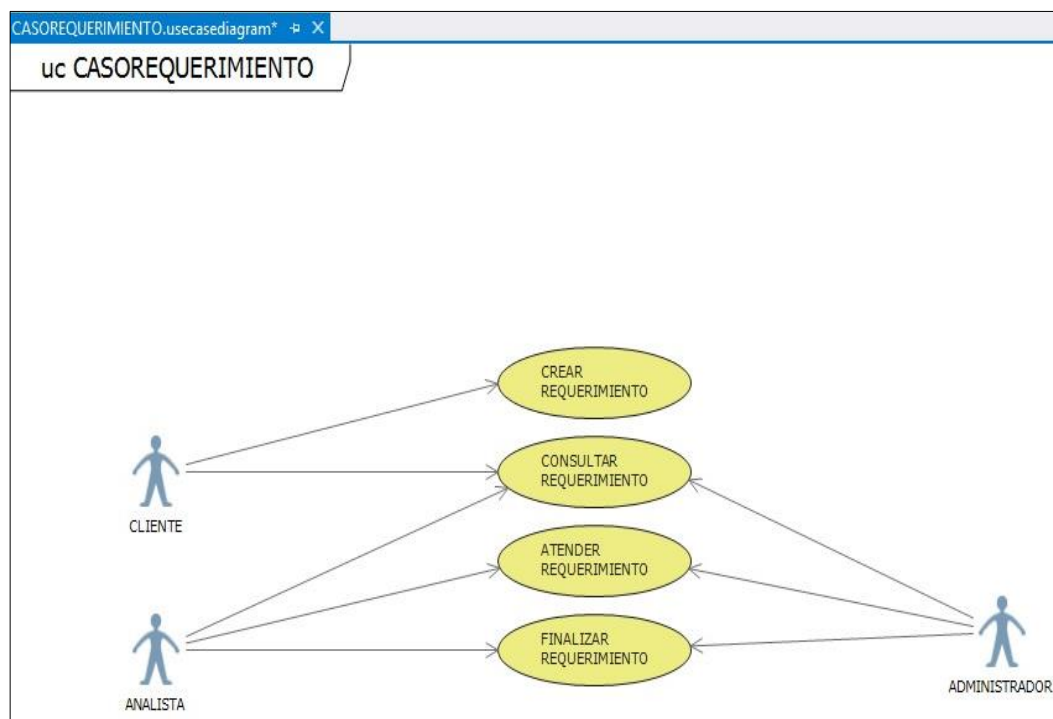 CASOREQUERIMIENTO.usecasediagram*
uc CASOREQUERIMIENTO
CREAR
REQUERIMIENTO
CONSULTAR
REQUERIMIENTO
CLIENTE
ATENDER
REQUERIMIENTO
FINALIZAR
REQUERIMIENTO
ANALISTA
ADMINISTRADOR